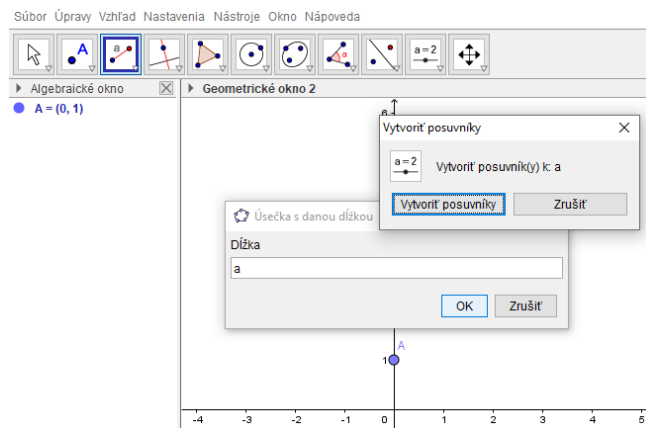 Súbor Úpravy Vzhľad Nastavenia Nástroje Okno Nápoveda
A
a
α
a=2
Algebraické okno
Geometrické okno 2
A = (0, 1)
6
Vytvoriť posuvníky
a=2
Vytvoriť posuvník(y) k: a
Vytvoriť posuvníky
Zrušiť
Úsečka s danou dĺžkou
Dĺžka
a
OK
Zrušiť
A
1
-4 -3 -2 -1 0 1 2 3 4 5